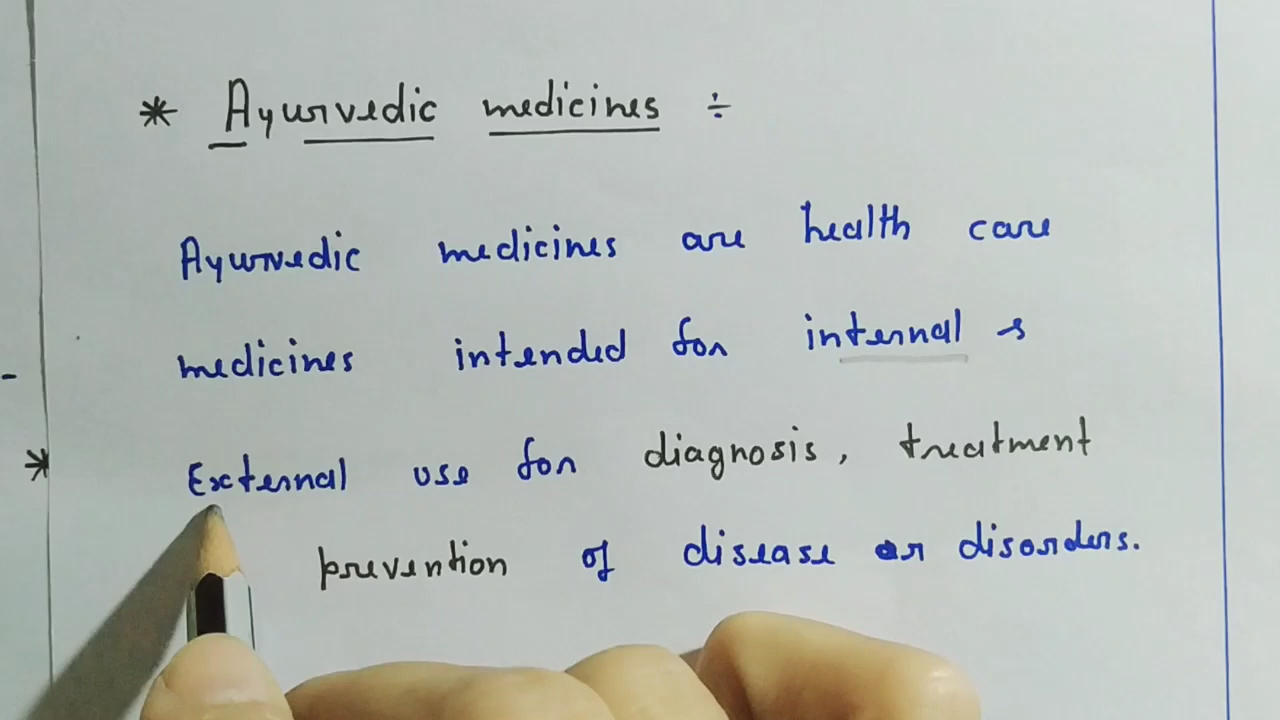 * Ayurvedic medicines ÷
Ayurvedic medicines are health care
medicines intended for internal &
External use for diagnosis, treatment
prevention of disease or disorders.
*